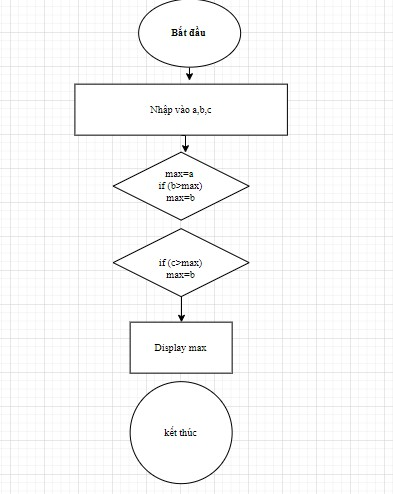 Bắt đầu
Nhập vào a,b,c
max=a
if (b>max)
max=b
if (c>max)
max=b
Display max
kết thúc